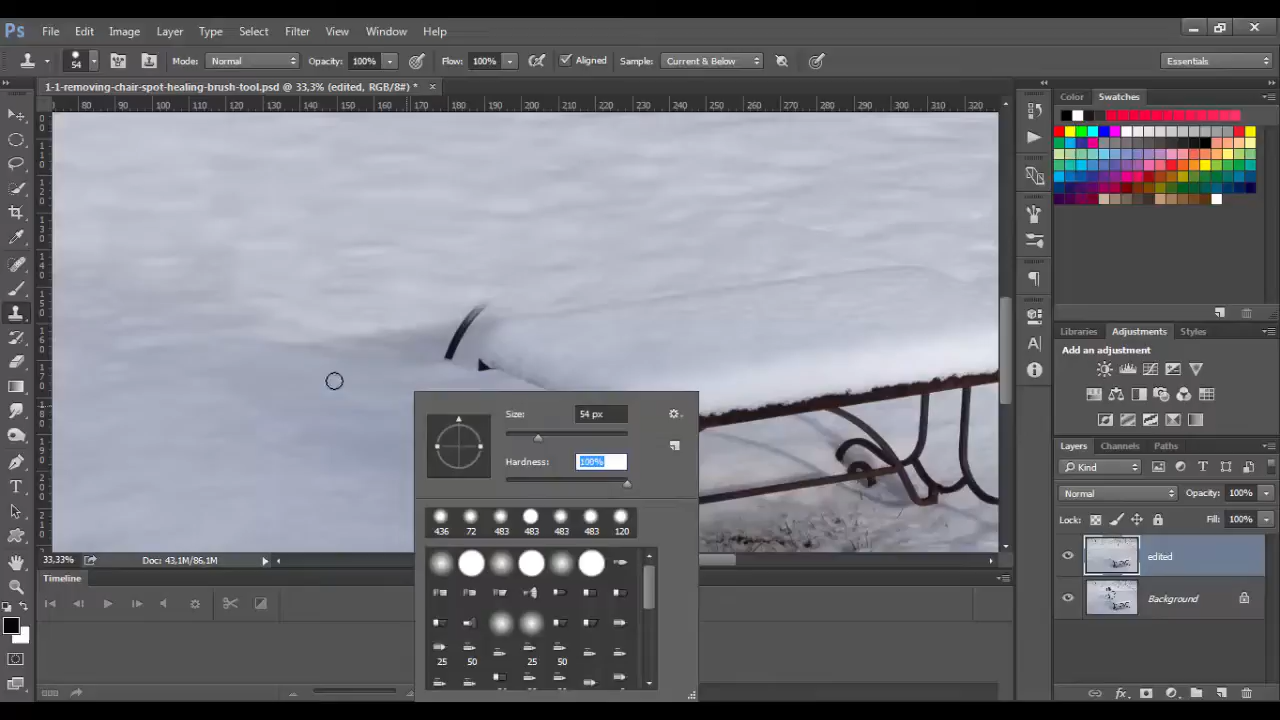 Ps File Edit Image Layer Type Select Filter View Window Help
54 Mode: Normal Opacity: 100% Flow: 100% Aligned Sample: Current & Below Essentials
1-1-removing-chair-spot-healing-brush-tool.psd @ 33,3% (edited, RGB/8#) * ×
80 90 100 110 120 130 140 150 160 170 180 190 200 210 220 230 240 250 260 270 280 290 300 310 320
Color Swatches
Libraries Adjustments Styles
Add an adjustment
Size: 54 px
Hardness: 100%
436 72 483 483 483 483 120
25 50 25 50
Layers Channels Paths
Kind
Normal Opacity: 100%
Lock: Fill: 100%
edited
Background
33,33% Doc: 43,1M/86,1M
Timeline